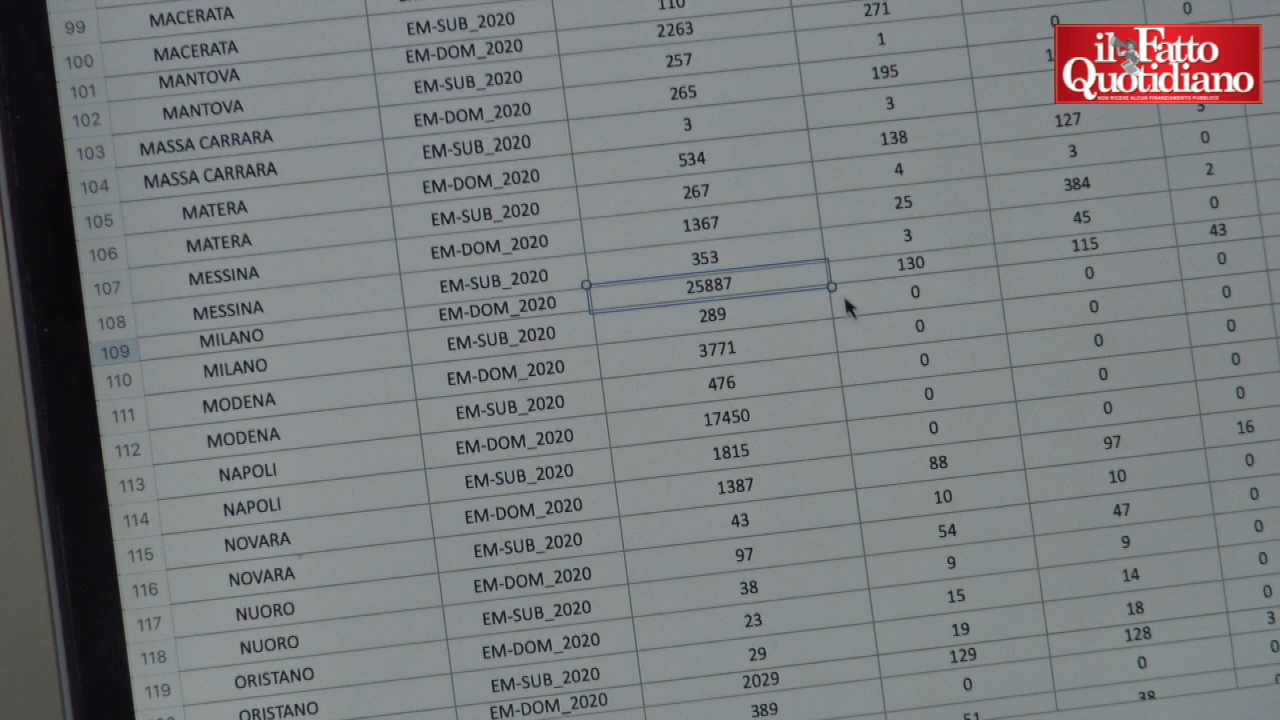 il Fatto
Quotidiano
NON RICEVE ALCUN FINANZIAMENTO PUBBLICO
99 MACERATA
100 MACERATA EM-SUB_2020 110
101 MANTOVA EM-DOM_2020 2263 271
102 MANTOVA EM-SUB_2020 257 1 0 0
103 MASSA CARRARA EM-DOM_2020 265 195
104 MASSA CARRARA EM-SUB_2020 3 3
105 MATERA EM-DOM_2020 534 138 127 3
106 MATERA EM-SUB_2020 267 4 3 0
107 MESSINA EM-DOM_2020 1367 25 384 2
108 MESSINA EM-SUB_2020 353 3 45 0
109 MILANO EM-DOM_2020 25887 130 115 43
110 MILANO EM-SUB_2020 289 0 0 0
111 MODENA EM-DOM_2020 3771 0 0 0
112 MODENA EM-SUB_2020 476 0 0 0
113 NAPOLI EM-DOM_2020 17450 0 0 0
114 NAPOLI EM-SUB_2020 1815 0 0 0
115 NOVARA EM-DOM_2020 1387 88 97 16
116 NOVARA EM-SUB_2020 43 10 10 0
117 NUORO EM-DOM_2020 97 54 47 0
118 NUORO EM-SUB_2020 38 9 9 0
119 ORISTANO EM-DOM_2020 23 15 14 0
ORISTANO EM-SUB_2020 29 19 18 0
EM-DOM_2020 2029 129 128 3
389 0 0 0
51 38